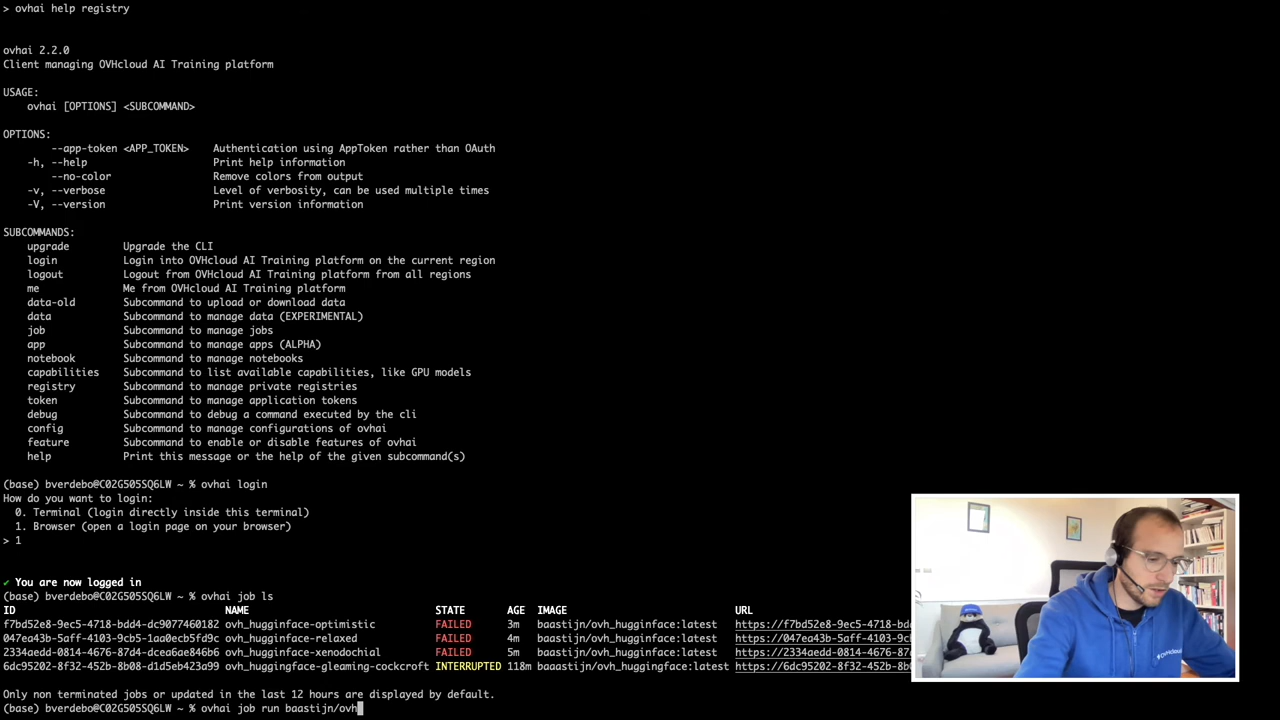 > ovhai help registry
ovhai 2.2.0
Client managing OVHcloud AI Training platform
USAGE:
ovhai [OPTIONS] <SUBCOMMAND>
OPTIONS:
--app-token <APP_TOKEN> Authentication using AppToken rather than OAuth
-h, --help Print help information
--no-color Remove colors from output
-v, --verbose Level of verbosity, can be used multiple times
-V, --version Print version information
SUBCOMMANDS:
upgrade Upgrade the CLI
login Login into OVHcloud AI Training platform on the current region
logout Logout from OVHcloud AI Training platform from all regions
me Me from OVHcloud AI Training platform
data-old Subcommand to upload or download data
data Subcommand to manage data (EXPERIMENTAL)
job Subcommand to manage jobs
app Subcommand to manage apps (ALPHA)
notebook Subcommand to manage notebooks
capabilities Subcommand to list available capabilities, like GPU models
registry Subcommand to manage private registries
token Subcommand to manage application tokens
debug Subcommand to debug a command executed by the cli
config Subcommand to manage configurations of ovhai
feature Subcommand to enable or disable features of ovhai
help Print this message or the help of the given subcommand(s)
(base) bverdebo@C02G505SQ6LW ~ % ovhai login
How do you want to login:
0. Terminal (login directly inside this terminal)
1. Browser (open a login page on your browser)
> 1
✔ You are now logged in
(base) bverdebo@C02G505SQ6LW ~ % ovhai job ls
ID NAME STATE AGE IMAGE URL
f7bd52e8-9ec5-4718-bdd4-dc9077460182 ovh_hugginface-optimistic FAILED 3m baastijn/ovh_hugginface:latest https://f7bd52e8-9ec5-4718-b
047ea43b-5aff-4103-9cb5-1aa0ecb5fd9c ovh_hugginface-relaxed FAILED 4m baastijn/ovh_hugginface:latest https://047ea43b-5aff-4103-9
2334aedd-0814-4676-87d4-dcea6ae846b6 ovh_hugginface-xenodochial FAILED 5m baastijn/ovh_hugginface:latest https://2334aedd-0814-4676-87
6dc95202-8f32-452b-8b08-d1d5eb423a99 ovh_huggingface-gleaming-cockcroft INTERRUPTED 118m baastijn/ovh_huggingface:latest https://6dc95202-8f32-452b-8b0
Only non terminated jobs or updated in the last 12 hours are displayed by default.
(base) bverdebo@C02G505SQ6LW ~ % ovhai job run baastijn/ovh
OVHcloud